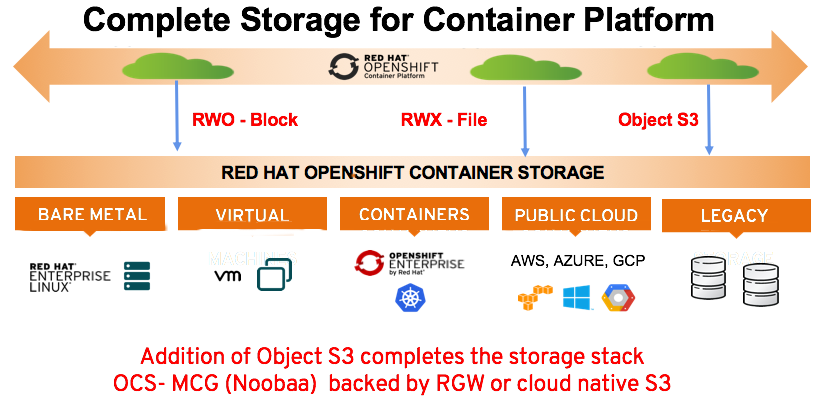 Complete Storage for Container Platform
RED HAT®
OPENSHIFT
Container Platform
RWO - Block
RWX - File
Object S3
RED HAT OPENSHIFT CONTAINER STORAGE
BARE METAL
VIRTUAL
CONTAINERS
PUBLIC CLOUD
LEGACY
RED HAT®
ENTERPRISE
LINUX®
vm
OPENSHIFT
ENTERPRISE
by Red Hat®
AWS, AZURE, GCP
Addition of Object S3 completes the storage stack
OCS- MCG (Noobaa) backed by RGW or cloud native S3